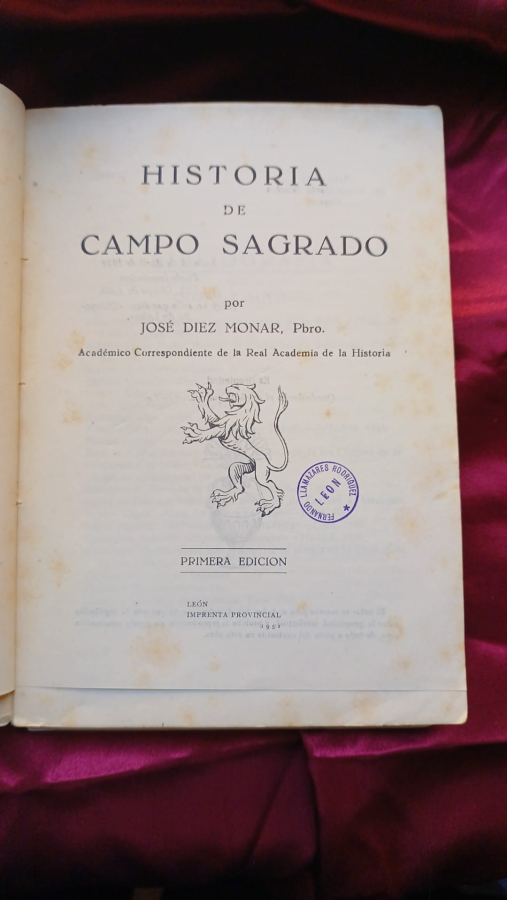 HISTORIA
DE
CAMPO SAGRADO
por
JOSÉ DIEZ MONAR, Pbro.
Académico Correspondiente de la Real Academia de la Historia
FERNANDO LLAMAZARES RODRIGUEZ
LEON
PRIMERA EDICION
LEÓN
IMPRENTA PROVINCIAL
1952